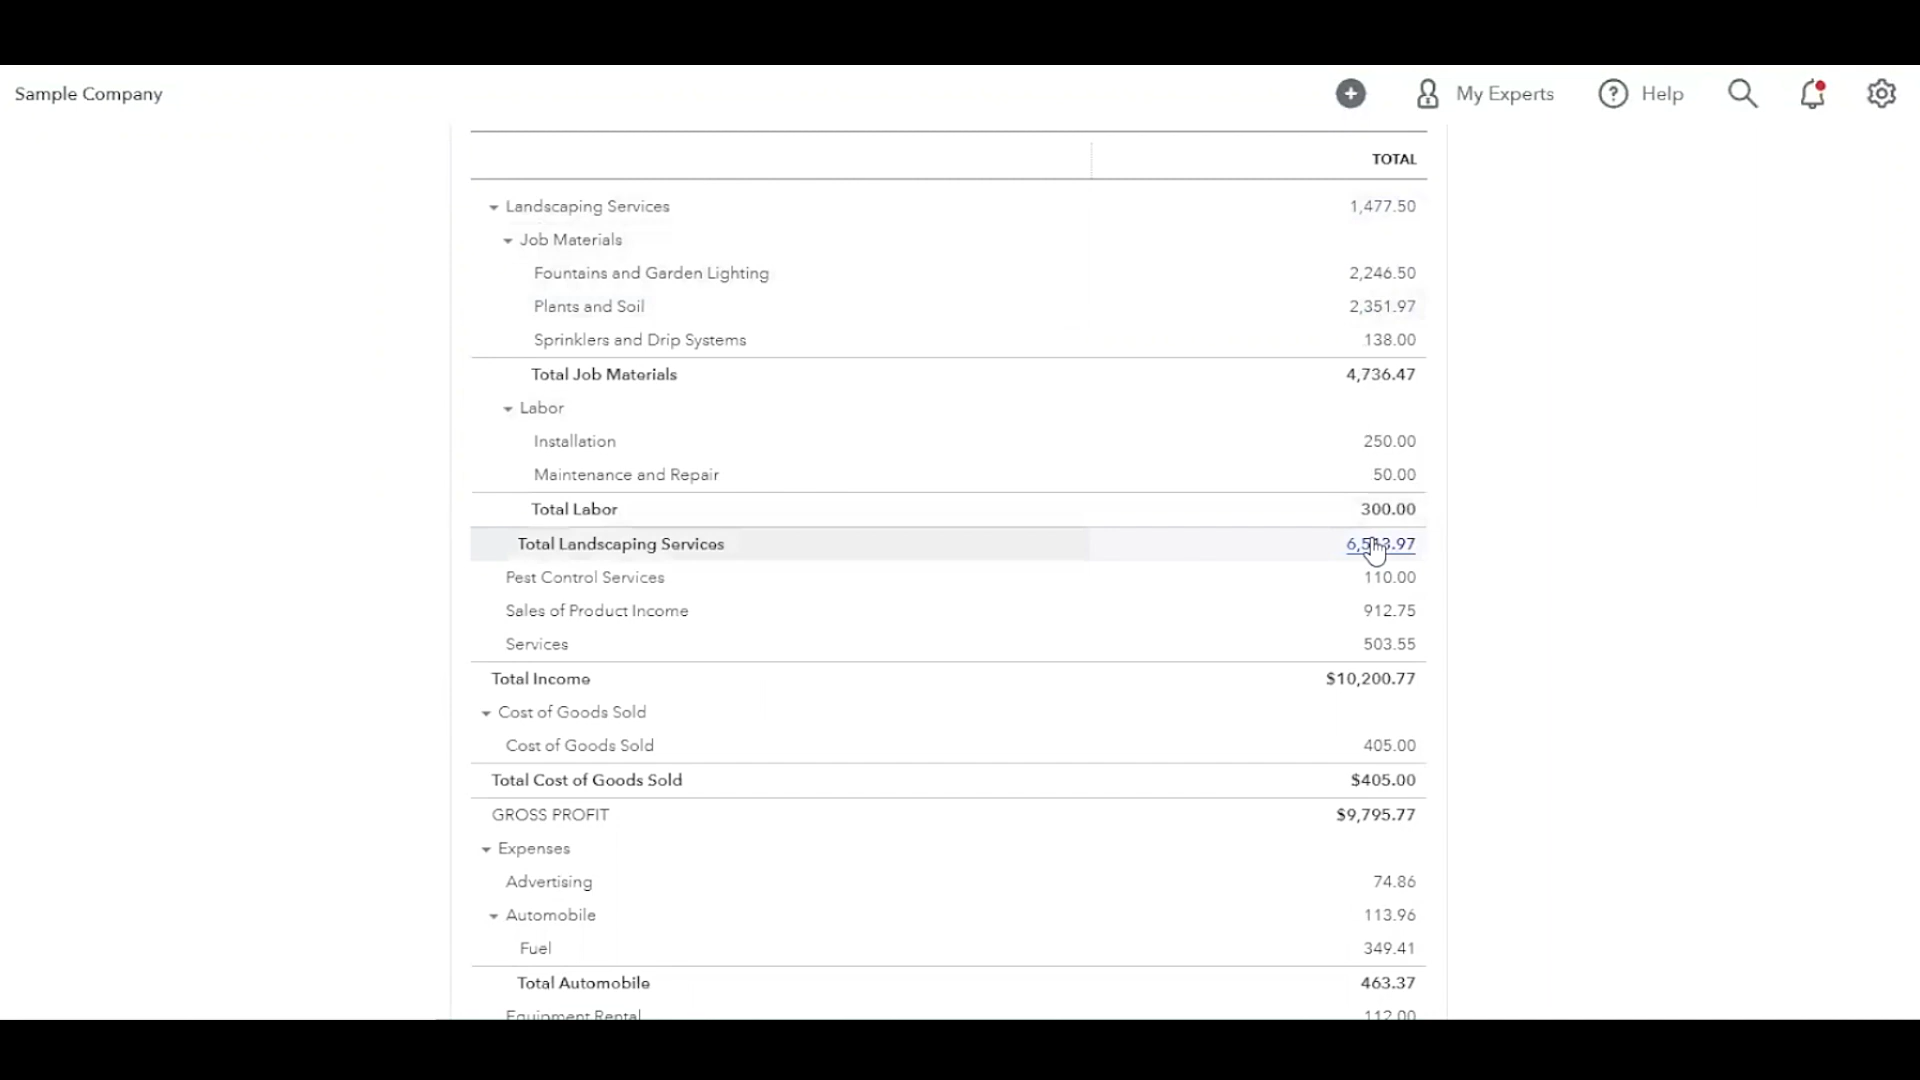 Sample Company
My Experts
Help
TOTAL
Landscaping Services 1,477.50
Job Materials
Fountains and Garden Lighting 2,246.50
Plants and Soil 2,351.97
Sprinklers and Drip Systems 138.00
Total Job Materials 4,736.47
Labor
Installation 250.00
Maintenance and Repair 50.00
Total Labor 300.00
Total Landscaping Services
Pest Control Services 110.00
Sales of Product Income 912.75
Services 503.55
Total Income $10,200.77
Cost of Goods Sold
Cost of Goods Sold 405.00
Total Cost of Goods Sold $405.00
GROSS PROFIT $9,795.77
Expenses
Advertising 74.86
Automobile 113.96
Fuel 349.41
Total Automobile 463.37
Equipment Rental 112.00